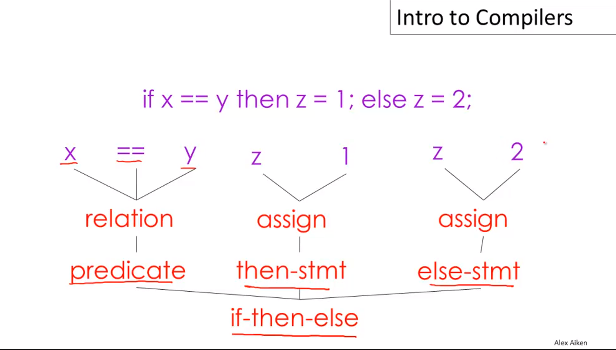 Intro to Compilers
if x == y then z = 1; else z = 2;
x == y z 1 z 2
relation assign assign
predicate then-stmt else-stmt
if-then-else
Alex Aiken